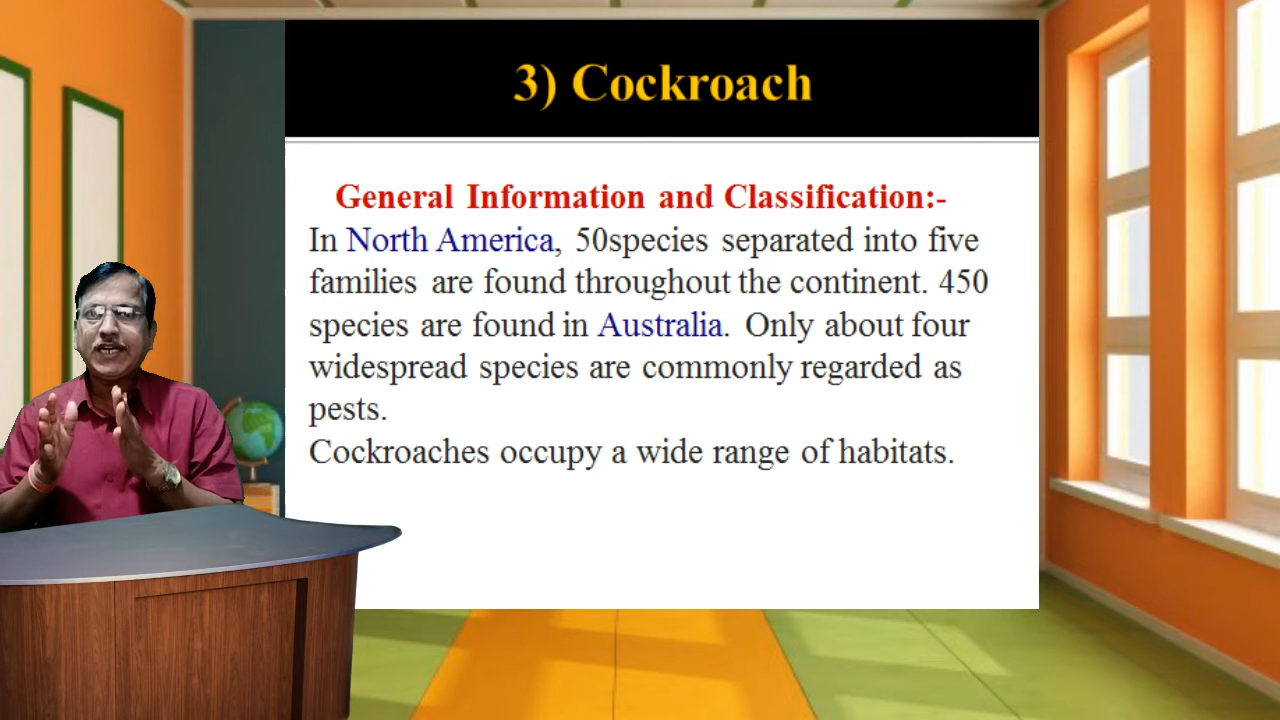 3) Cockroach
General Information and Classification:-
In North America, 50species separated into five
families are found throughout the continent. 450
species are found in Australia. Only about four
widespread species are commonly regarded as
pests.
Cockroaches occupy a wide range of habitats.